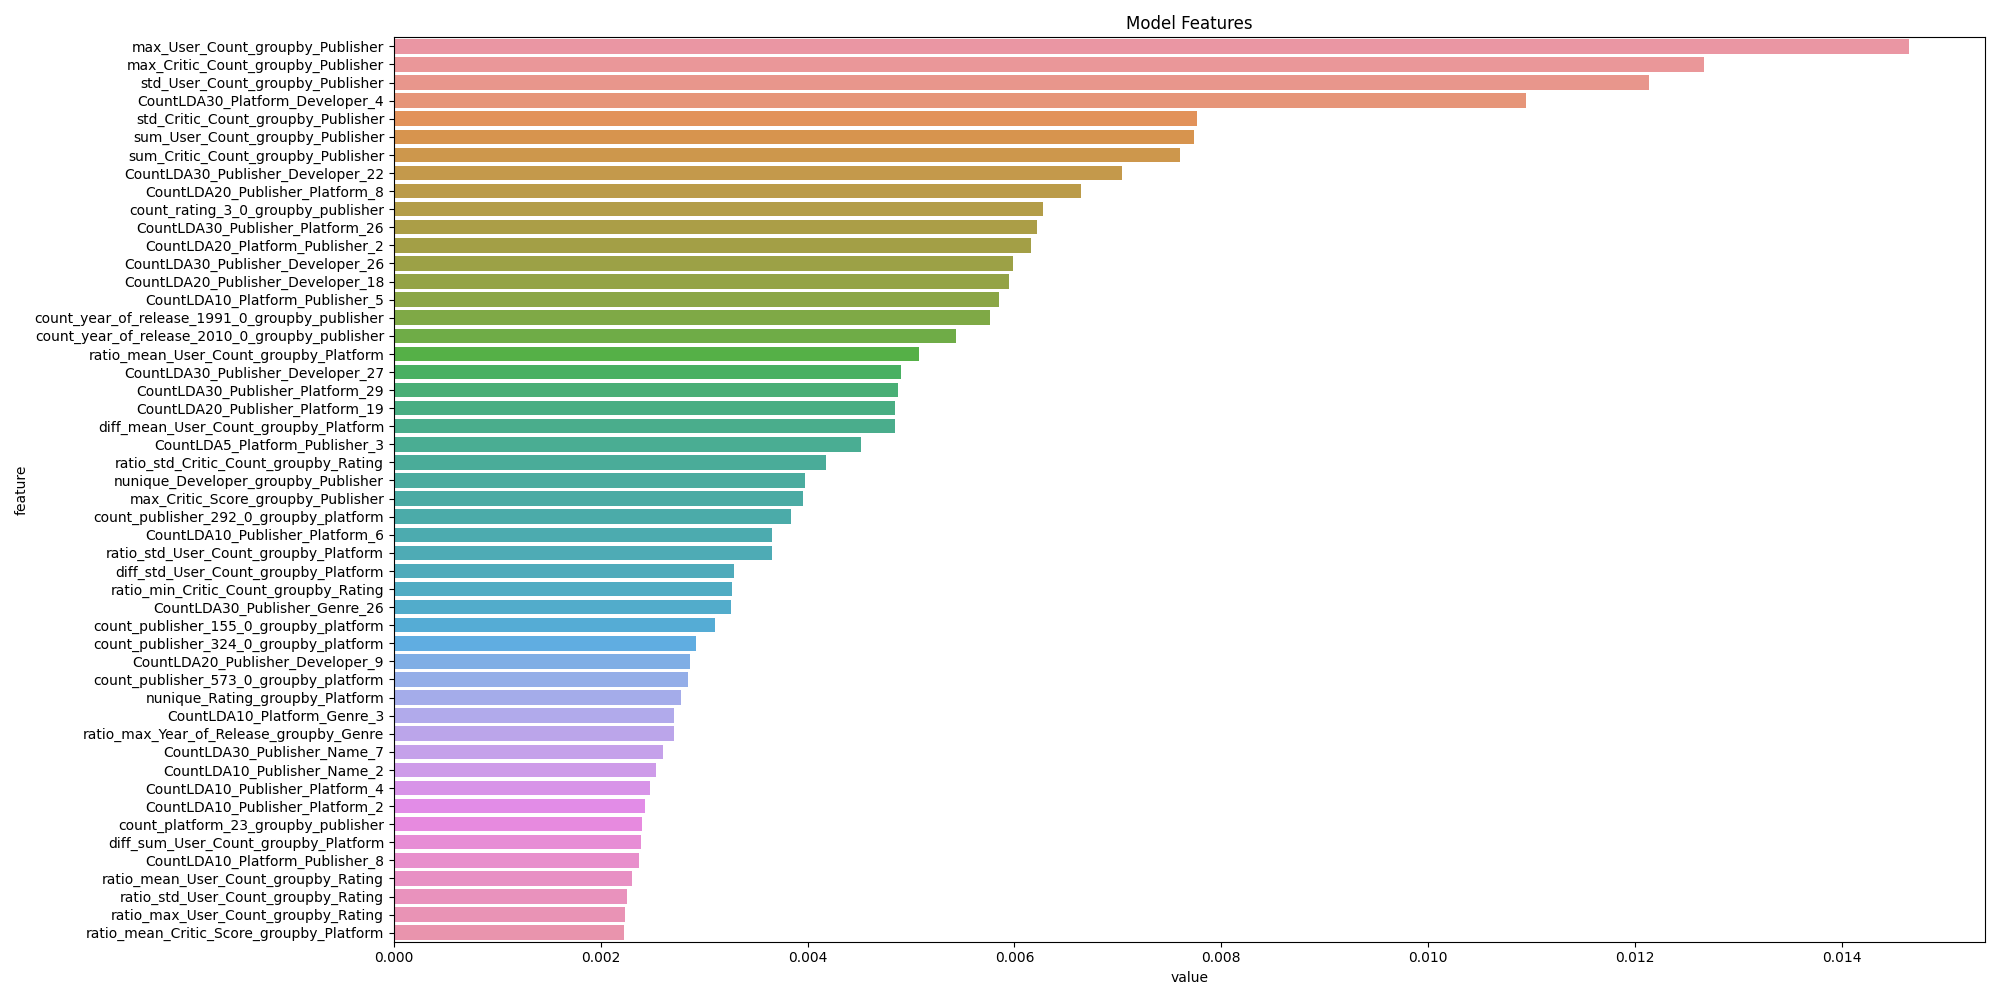 Model Features
max_User_Count_groupby_Publisher
max_Critic_Count_groupby_Publisher
std_User_Count_groupby_Publisher
CountLDA30_Platform_Developer_4
std_Critic_Count_groupby_Publisher
sum_User_Count_groupby_Publisher
sum_Critic_Count_groupby_Publisher
CountLDA30_Publisher_Developer_22
CountLDA20_Publisher_Platform_8
count_rating_3_0_groupby_publisher
CountLDA30_Publisher_Platform_26
CountLDA20_Platform_Publisher_2
CountLDA30_Publisher_Developer_26
CountLDA20_Publisher_Developer_18
CountLDA10_Platform_Publisher_5
count_year_of_release_1991_0_groupby_publisher
count_year_of_release_2010_0_groupby_publisher
ratio_mean_User_Count_groupby_Platform
CountLDA30_Publisher_Developer_27
CountLDA30_Publisher_Platform_29
CountLDA20_Publisher_Platform_19
diff_mean_User_Count_groupby_Platform
CountLDA5_Platform_Publisher_3
ratio_std_Critic_Count_groupby_Rating
nunique_Developer_groupby_Publisher
max_Critic_Score_groupby_Publisher
count_publisher_292_0_groupby_platform
CountLDA10_Publisher_Platform_6
ratio_std_User_Count_groupby_Platform
diff_std_User_Count_groupby_Platform
ratio_min_Critic_Count_groupby_Rating
CountLDA30_Publisher_Genre_26
count_publisher_155_0_groupby_platform
count_publisher_324_0_groupby_platform
CountLDA20_Publisher_Developer_9
count_publisher_573_0_groupby_platform
nunique_Rating_groupby_Platform
CountLDA10_Platform_Genre_3
ratio_max_Year_of_Release_groupby_Genre
CountLDA30_Publisher_Name_7
CountLDA10_Publisher_Name_2
CountLDA10_Publisher_Platform_4
CountLDA10_Publisher_Platform_2
count_platform_23_groupby_publisher
diff_sum_User_Count_groupby_Platform
CountLDA10_Platform_Publisher_8
ratio_mean_User_Count_groupby_Rating
ratio_std_User_Count_groupby_Rating
ratio_max_User_Count_groupby_Rating
ratio_mean_Critic_Score_groupby_Platform
feature
0.000 0.002 0.004 0.006 0.008 0.010 0.012 0.014
value